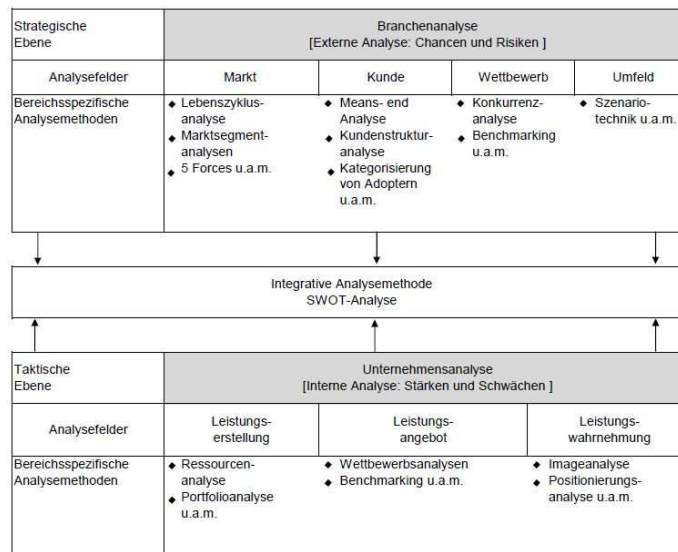 Strategische
Ebene
Branchenanalyse
[Externe Analyse: Chancen und Risiken ]
Analysefelder
Markt
Kunde
Wettbewerb
Umfeld
Bereichsspezifische
Analysemethoden
Lebenszyklus-
analyse
Marktsegment-
analysen
5 Forces u.a.m.
Means- end
Analyse
Kundenstruktur-
analyse
Kategorisierung
von Adoptern
u.a.m.
Konkurrenz-
analyse
Benchmarking
u.a.m.
Szenario-
technik u.a.m.
Integrative Analysemethode
SWOT-Analyse
Taktische
Ebene
Unternehmensanalyse
[Interne Analyse: Stärken und Schwächen ]
Analysefelder
Leistungs-
erstellung
Leistungs-
angebot
Leistungs-
wahrnehmung
Bereichsspezifische
Analysemethoden
Ressourcen-
analyse
Portfolioanalyse
u.a.m.
Wettbewerbsanalysen
Benchmarking u.a.m.
Imageanalyse
Positionierungs-
analyse u.a.m.